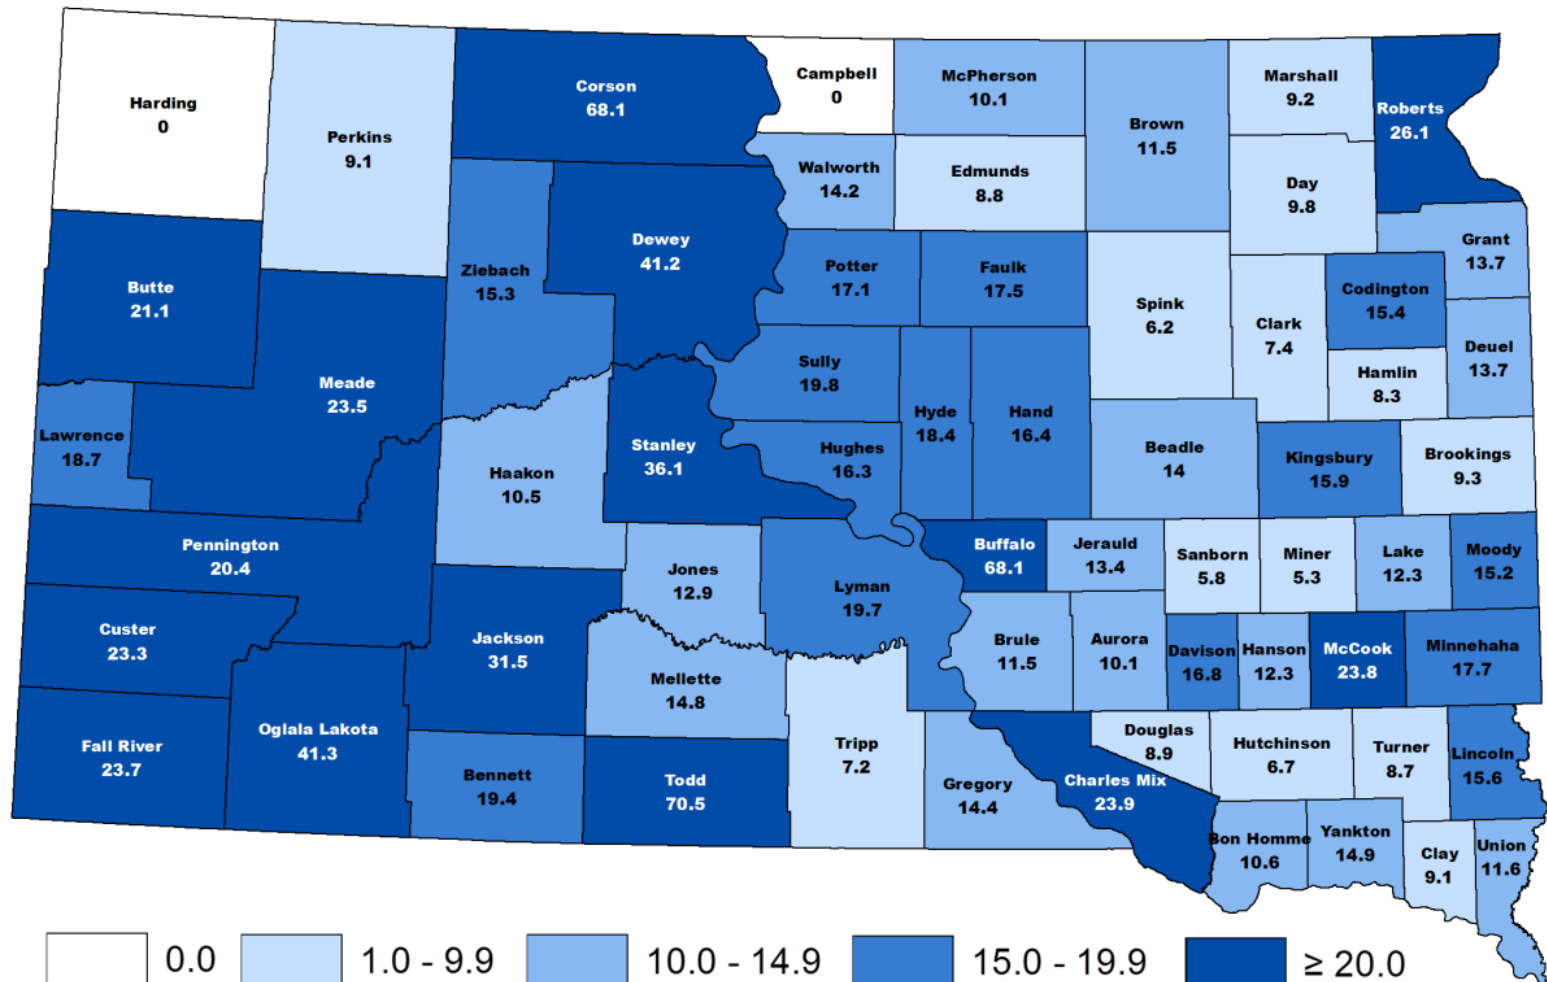 Harding
0
Perkins
9.1
Corson
68.1
Campbell
0
McPherson
10.1
Brown
11.5
Marshall
9.2
Roberts
26.1
Walworth
14.2
Edmunds
8.8
Day
9.8
Butte
21.1
Ziebach
15.3
Dewey
41.2
Potter
17.1
Faulk
17.5
Spink
6.2
Clark
7.4
Codington
15.4
Grant
13.7
Meade
23.5
Sully
19.8
Hamlin
8.3
Deuel
13.7
Lawrence
18.7
Haakon
10.5
Stanley
36.1
Hughes
16.3
Hyde
18.4
Hand
16.4
Beadle
14
Kingsbury
15.9
Brookings
9.3
Pennington
20.4
Jones
12.9
Lyman
19.7
Buffalo
68.1
Jerauld
13.4
Sanborn
5.8
Miner
5.3
Lake
12.3
Moody
15.2
Custer
23.3
Jackson
31.5
Mellette
14.8
Brule
11.5
Aurora
10.1
Davison
16.8
Hanson
12.3
McCook
23.8
Minnehaha
17.7
Fall River
23.7
Oglala Lakota
41.3
Bennett
19.4
Todd
70.5
Tripp
7.2
Gregory
14.4
Charles Mix
23.9
Douglas
8.9
Hutchinson
6.7
Turner
8.7
Lincoln
15.6
Bon Homme
10.6
Yankton
14.9
Clay
9.1
Union
11.6
0.0
1.0 - 9.9
10.0 - 14.9
15.0 - 19.9
≥ 20.0